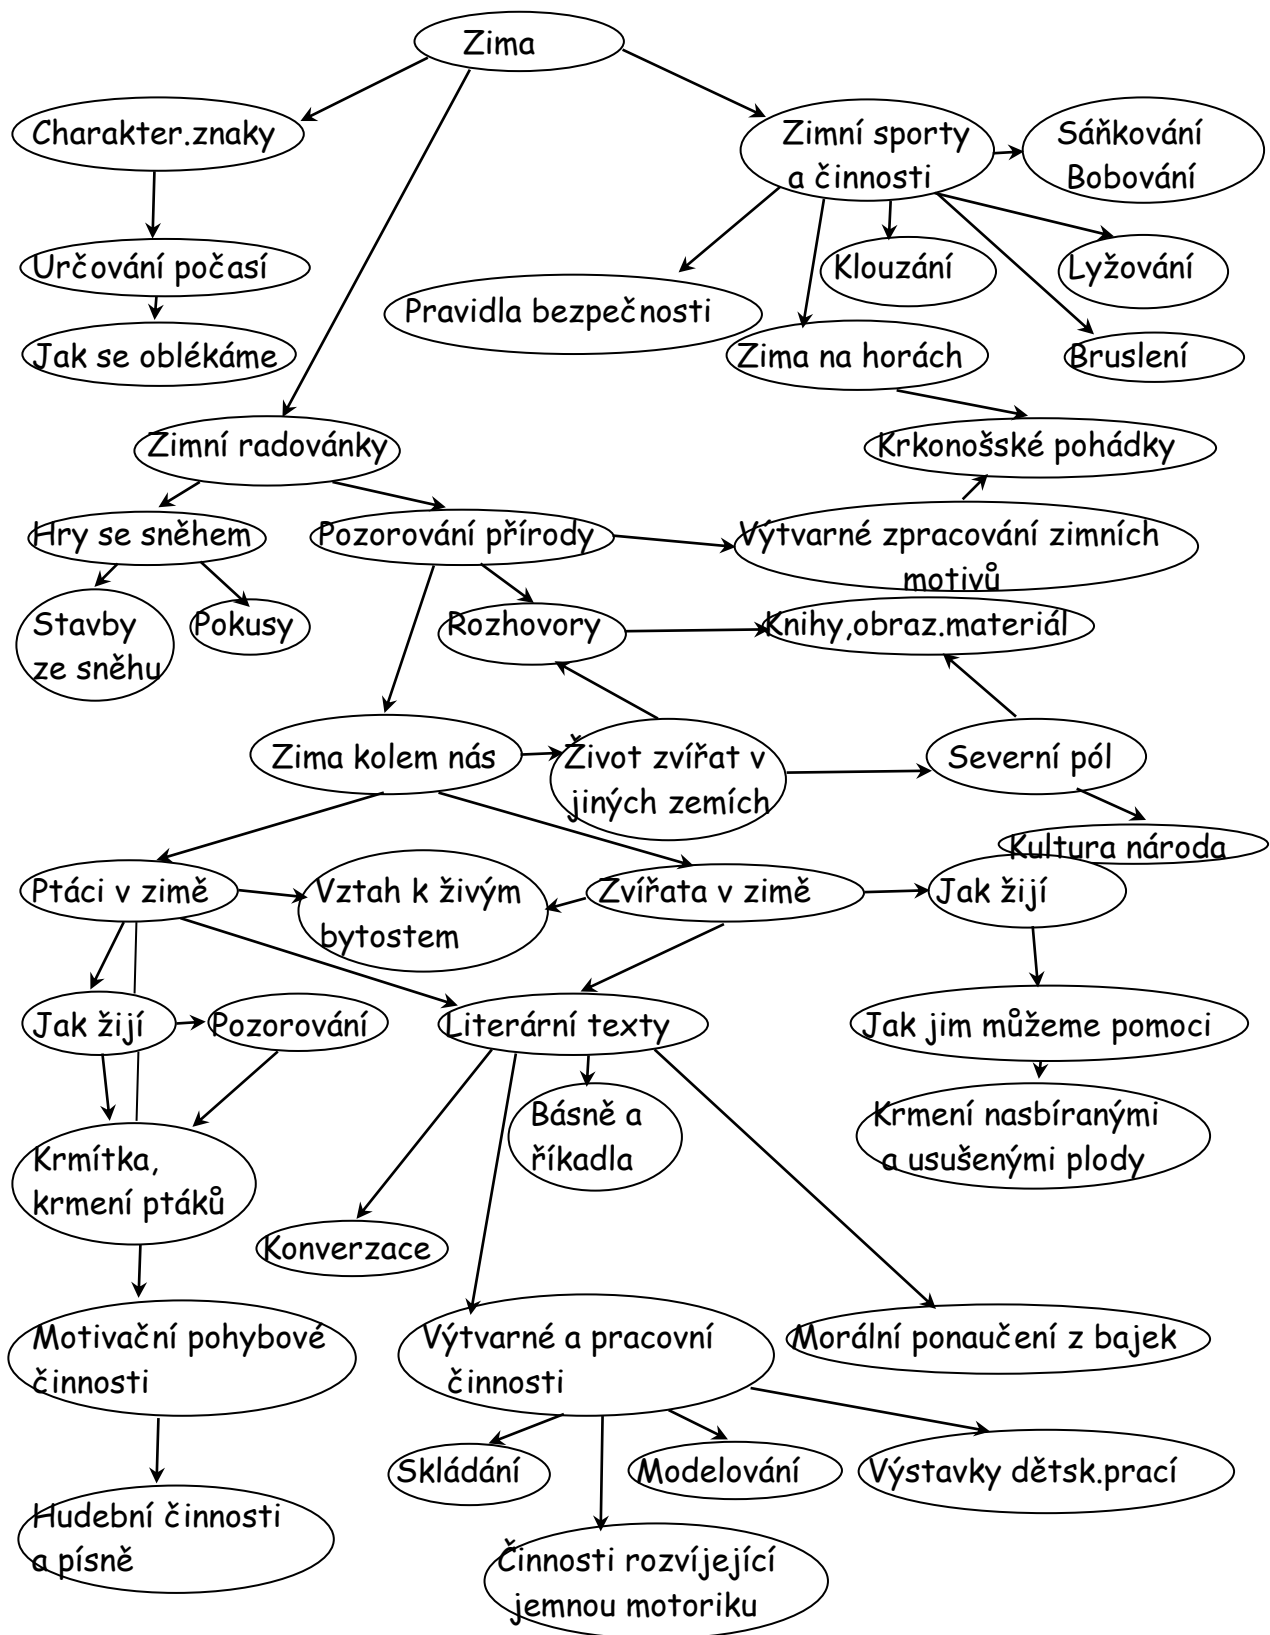 Zima
Charakter.znaky
Zimní sporty
a činnosti
Sáňkování
Bobování
Určování počasí
Klouzání
Lyžování
Pravidla bezpečnosti
Jak se oblékáme
Zima na horách
Bruslení
Zimní radovánky
Krkonošské pohádky
Hry se sněhem
Pozorování přírody
Výtvarné zpracování zimních
motivů
Stavby
ze sněhu
Pokusy
Rozhovory
Knihy,obraz.materiál
Zima kolem nás
Život zvířat v
jiných zemích
Severní pól
Kultura národa
Ptáci v zimě
Vztah k živým
bytostem
Zvířata v zimě
Jak žijí
Jak žijí
Pozorování
Literární texty
Jak jim můžeme pomoci
Básně a
říkadla
Krmení nasbíranými
a usušenými plody
Krmítka,
krmení ptáků
Konverzace
Motivační pohybové
činnosti
Výtvarné a pracovní
činnosti
Morální ponaučení z bajek
Skládání
Modelování
Výstavky dětsk.prací
Hudební činnosti
a písně
Činnosti rozvíjející
jemnou motoriku